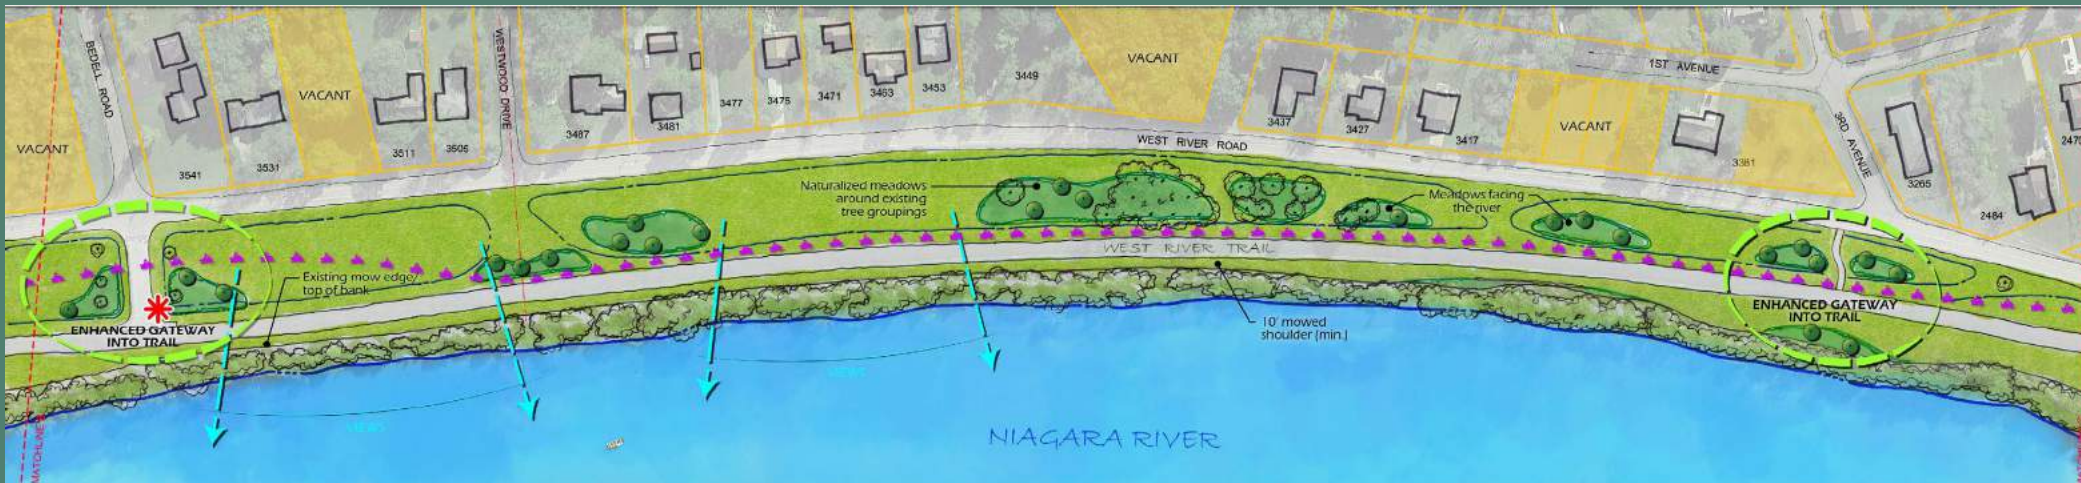 BEDELL ROAD
WESTWOOD DRIVE
VACANT
VACANT
VACANT
VACANT
3541
3531
3511
3505
3487
3481
3477
3475
3471
3463
3453
3449
3437
3427
3417
3381
3265
2484
1ST AVENUE
3RD AVENUE
WEST RIVER ROAD
Naturalized meadows
around existing
tree groupings
Meadows facing
the river
WEST RIVER TRAIL
Existing mow edge/
top of bank
ENHANCED GATEWAY
INTO TRAIL
10' mowed
shoulder (min.)
ENHANCED GATEWAY
INTO TRAIL
VIEWS
VIEWS
NIAGARA RIVER
MATCHLINE